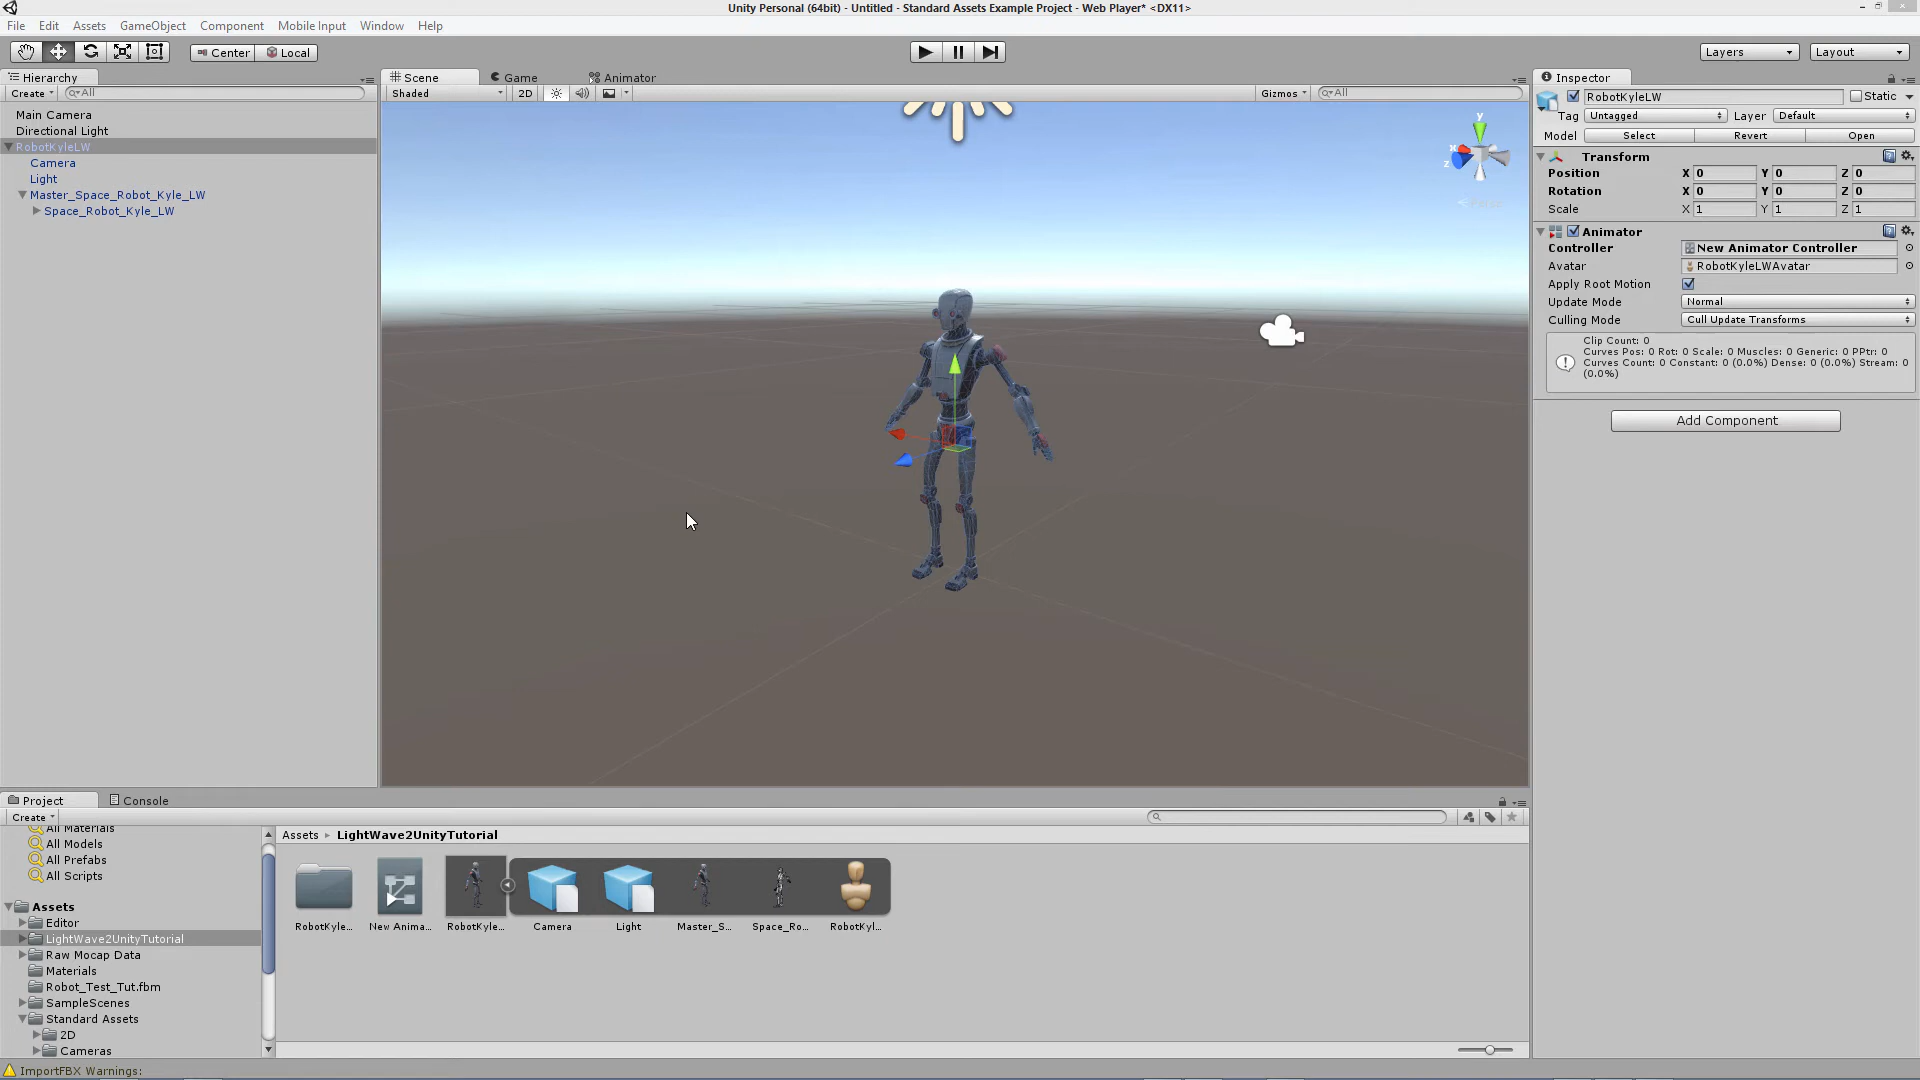 Unity Personal (64bit) - Untitled - Standard Assets Example Project - Web Player* <DX11>
File Edit Assets GameObject Component Mobile Input Window Help
Center Local Layers Layout
Hierarchy
Create All
Main Camera
Directional Light
RobotKyleLW
Camera
Light
Master_Space_Robot_Kyle_LW
Space_Robot_Kyle_LW
Scene Game Animator
Shaded 2D Gizmos All
y
x
z
Persp
Inspector
RobotKyleLW Static
Tag Untagged Layer Default
Model Select Revert Open
Transform
Position X 0 Y 0 Z 0
Rotation X 0 Y 0 Z 0
Scale X 1 Y 1 Z 1
Animator
Controller New Animator Controller
Avatar RobotKyleLWAvatar
Apply Root Motion
Update Mode Normal
Culling Mode Cull Update Transforms
Clip Count: 0
Curves Pos: 0 Rot: 0 Scale: 0 Muscles: 0 Generic: 0 PPtr: 0
Curves Count: 0 Constant: 0 (0.0%) Dense: 0 (0.0%) Stream: 0
(0.0%)
Add Component
Project Console
Create
All Materials
All Models
All Prefabs
All Scripts
Assets
Editor
LightWave2UnityTutorial
Raw Mocap Data
Materials
Robot_Test_Tut.fbm
SampleScenes
Standard Assets
2D
Cameras
Assets LightWave2UnityTutorial
RobotKyle... New Anima... RobotKyle... Camera Light Master_S... Space_Ro... RobotKyl...
ImportFBX Warnings: